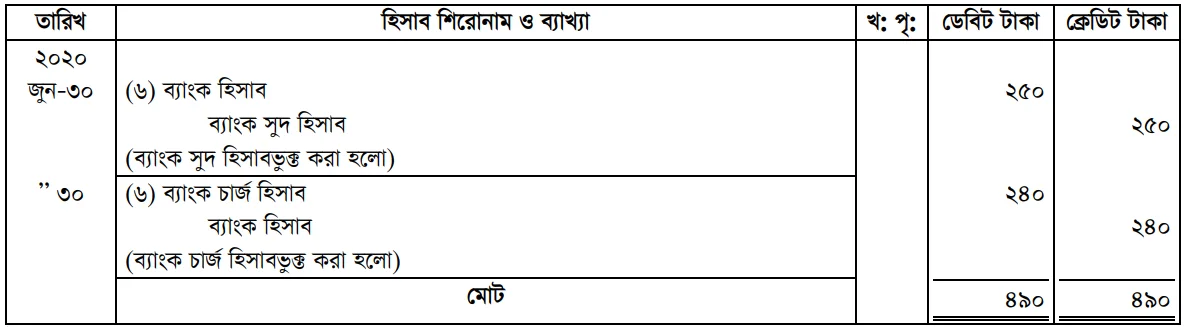 তারিখ হিসাব শিরোনাম ও ব্যাখ্যা খ: পৃ: ডেবিট টাকা ক্রেডিট টাকা
২০২০
জুন-৩০ (৬) ব্যাংক হিসাব ২৫০
ব্যাংক সুদ হিসাব ২৫০
(ব্যাংক সুদ হিসাবভুক্ত করা হলো)
” ৩০ (৬) ব্যাংক চার্জ হিসাব ২৪০
ব্যাংক হিসাব ২৪০
(ব্যাংক চার্জ হিসাবভুক্ত করা হলো)
মোট ৪৯০ ৪৯০